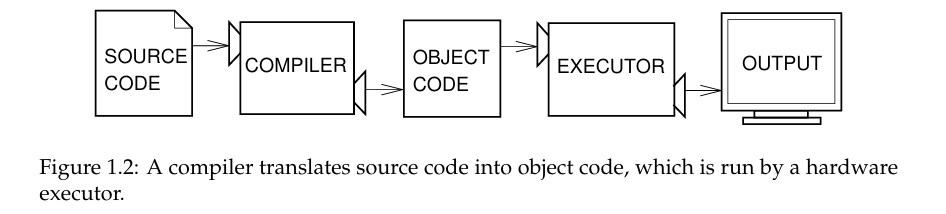 SOURCE
CODE
COMPILER
OBJECT
CODE
EXECUTOR
OUTPUT
Figure 1.2: A compiler translates source code into object code, which is run by a hardware
executor.